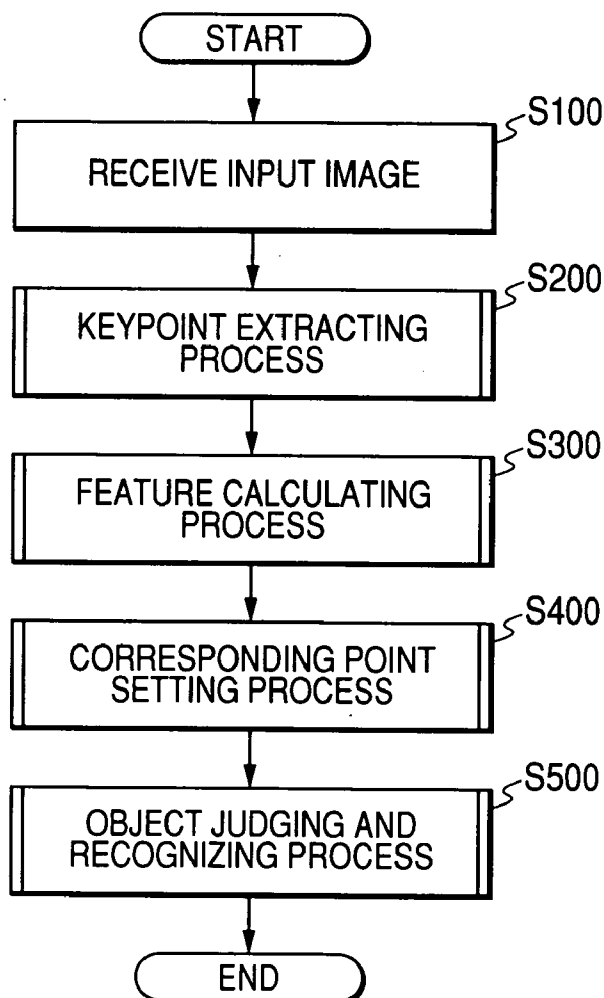 START
S100
RECEIVE INPUT IMAGE
S200
KEYPOINT EXTRACTING
PROCESS
S300
FEATURE CALCULATING
PROCESS
S400
CORRESPONDING POINT
SETTING PROCESS
S500
OBJECT JUDGING AND
RECOGNIZING PROCESS
END